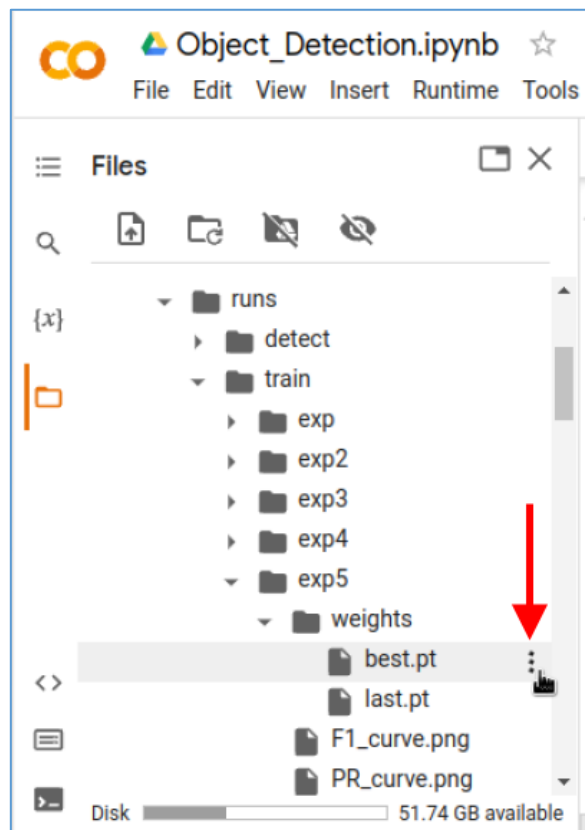 Object_Detection.ipynb
File Edit View Insert Runtime Tools
Files
{x}
runs
detect
train
exp
exp2
exp3
exp4
exp5
weights
best.pt
last.pt
F1_curve.png
PR_curve.png
Disk 51.74 GB available